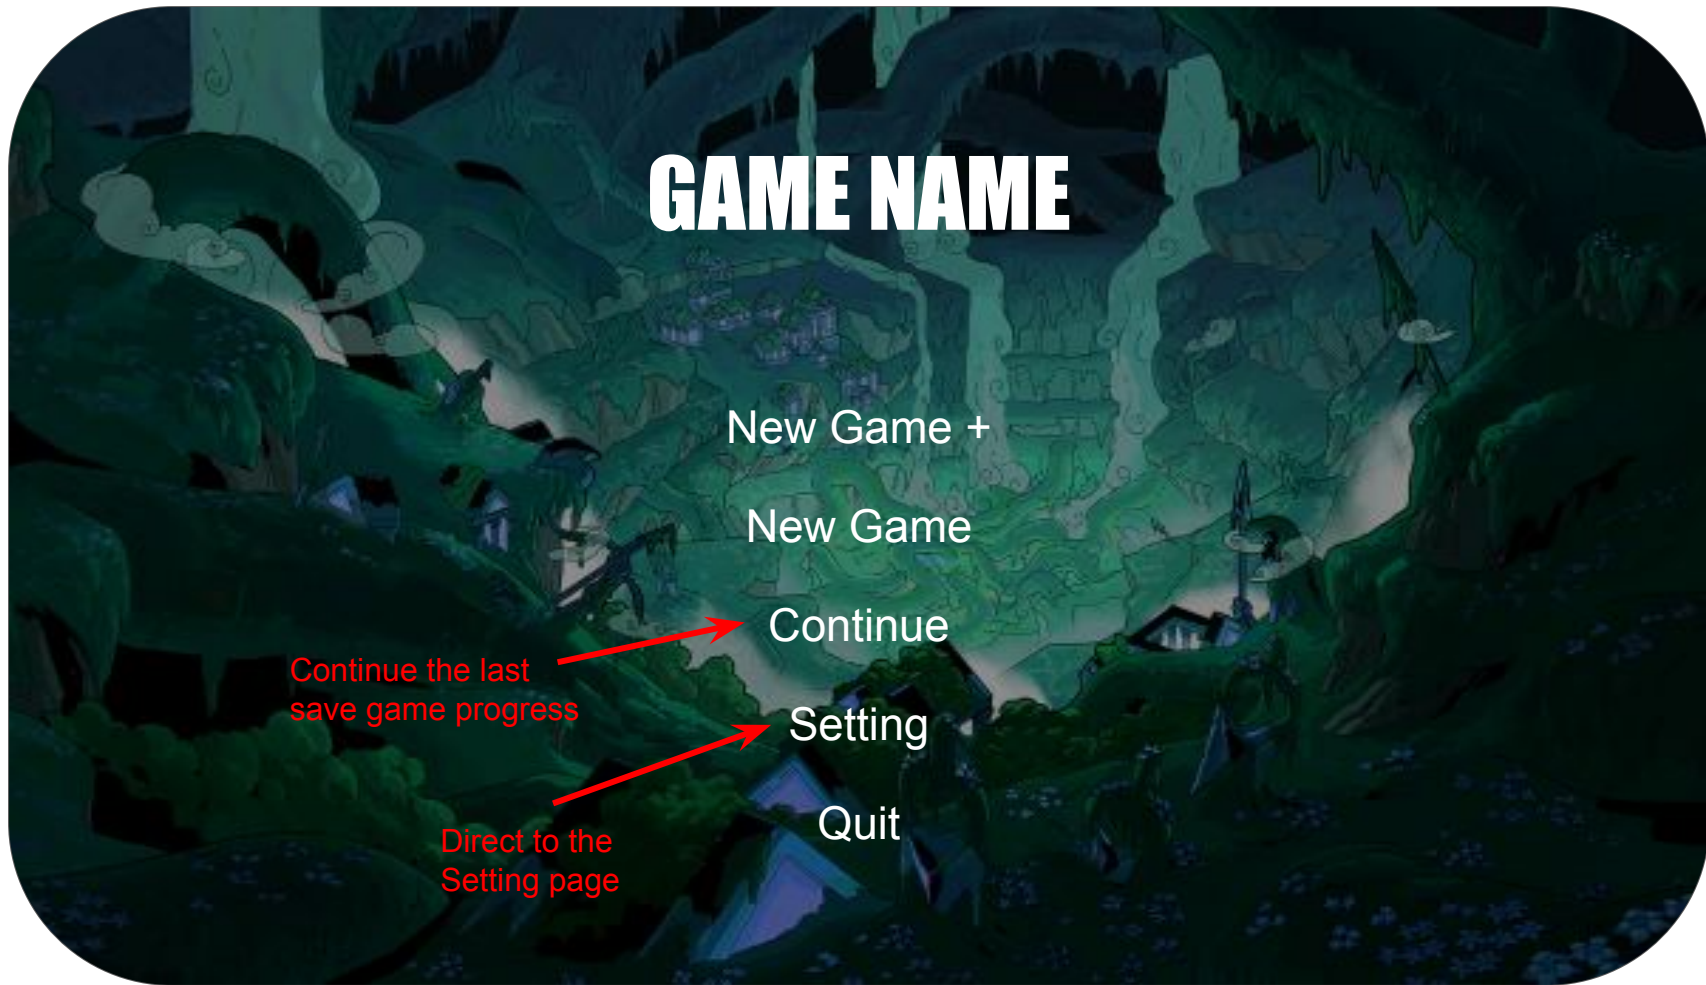 GAME NAME
New Game +
New Game
Continue
Continue the last
save game progress
Setting
Direct to the
Setting page
Quit